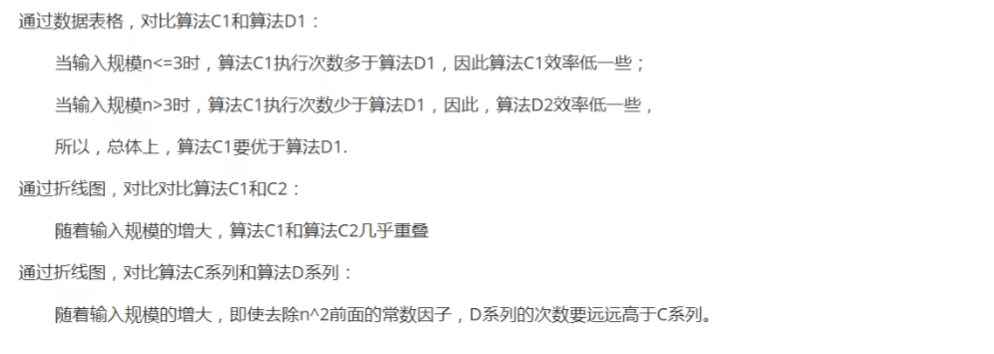 通过数据表格，对比算法C1和算法D1：
当输入规模n<=3时，算法C1执行次数多于算法D1，因此算法C1效率低一些；
当输入规模n>3时，算法C1执行次数少于算法D1，因此，算法D2效率低一些，
所以，总体上，算法C1要优于算法D1.
通过折线图，对比对比算法C1和C2：
随着输入规模的增大，算法C1和算法C2几乎重叠
通过折线图，对比算法C系列和算法D系列：
随着输入规模的增大，即使去除n^2前面的常数因子，D系列的次数要远远高于C系列。